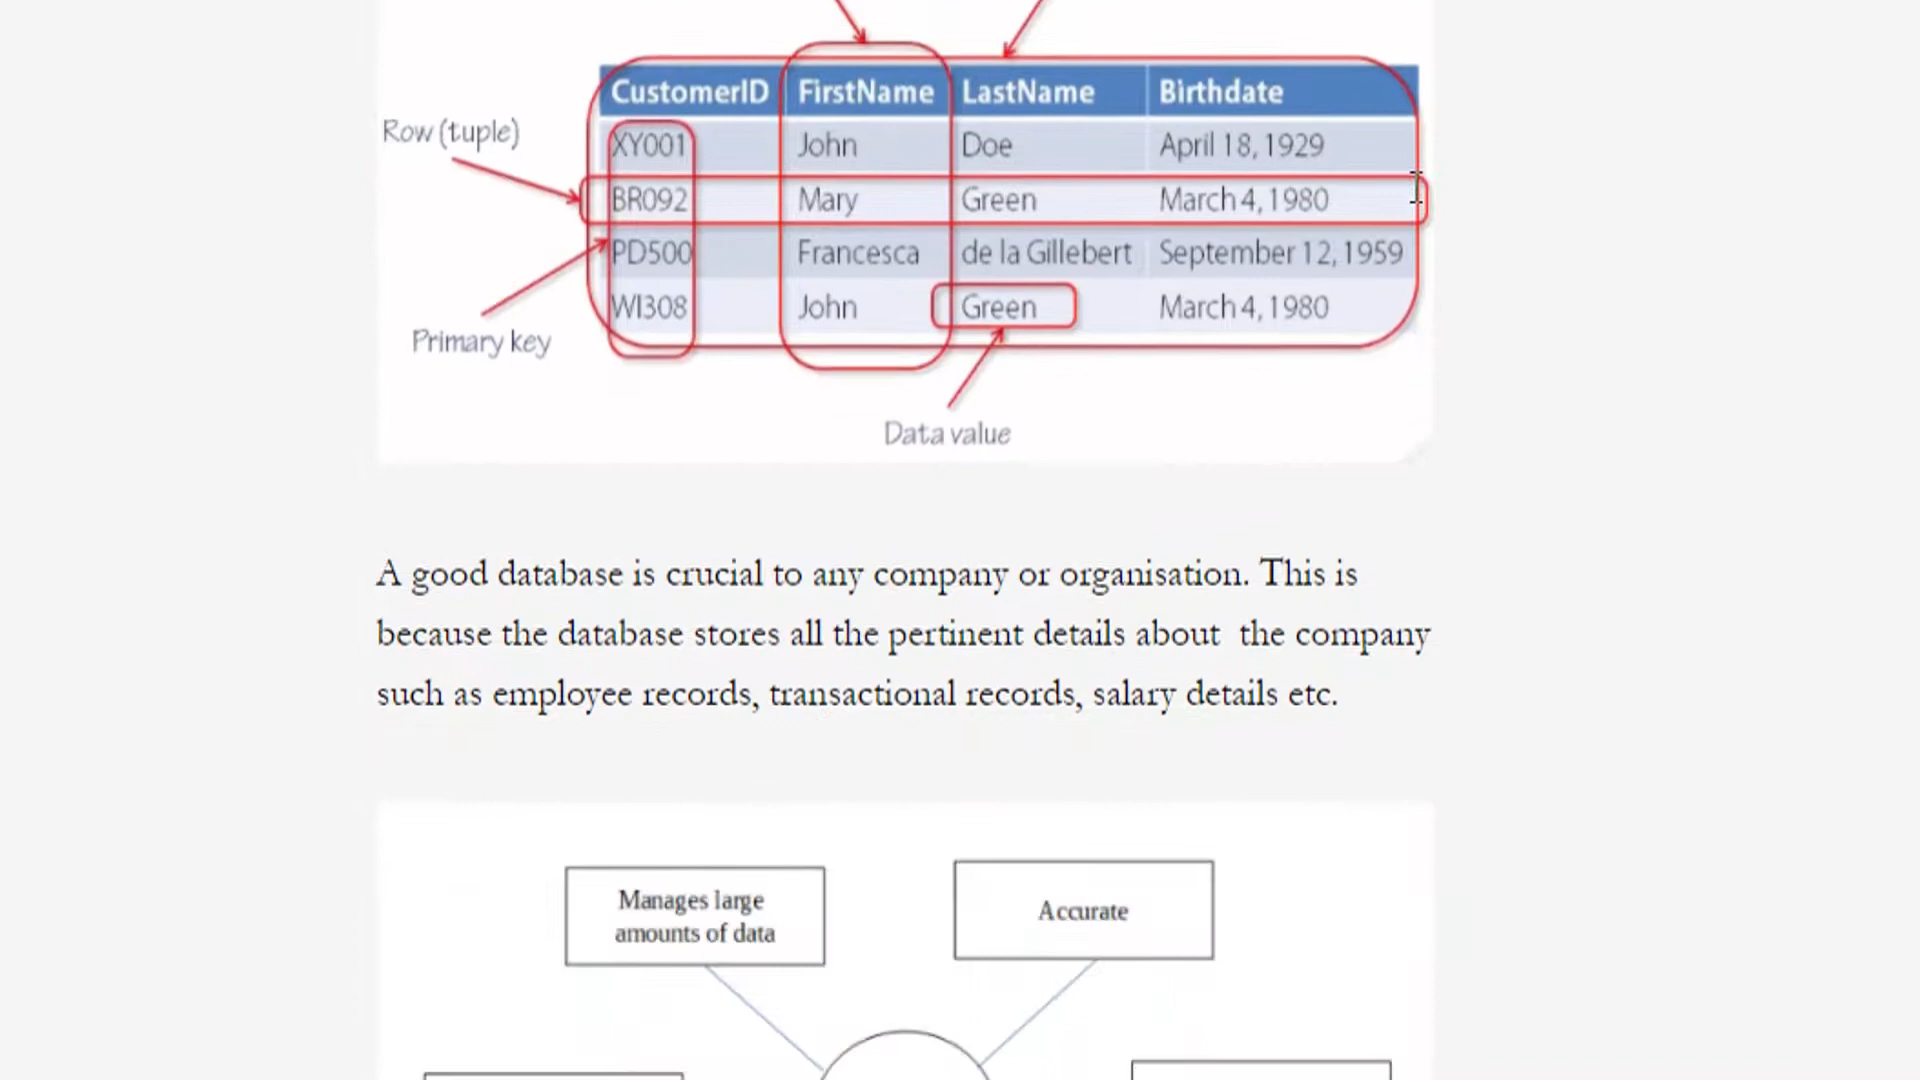 CustomerID FirstName LastName Birthdate
Row (tuple)
XY001 John Doe April 18, 1929
BR092 Mary Green March 4, 1980
PD500 Francesca de la Gillebert September 12, 1959
WI308 John Green March 4, 1980
Primary key
Data value
A good database is crucial to any company or organisation. This is
because the database stores all the pertinent details about the company
such as employee records, transactional records, salary details etc.
Manages large
amounts of data
Accurate